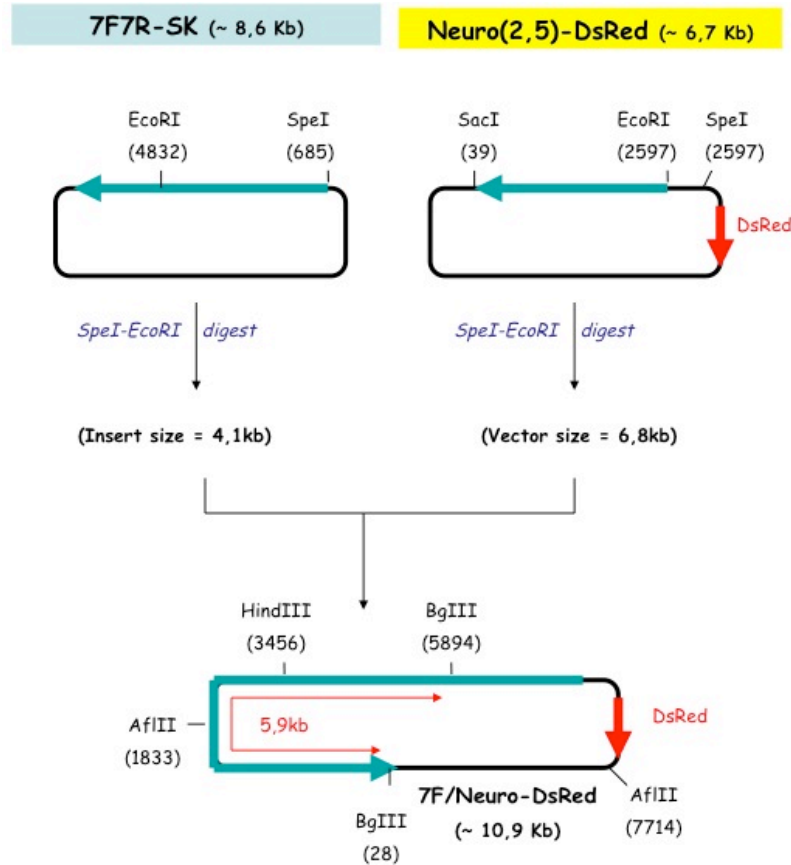 7F7R-SK (~ 8,6 Kb)
Neuro(2,5)-DsRed (~ 6,7 Kb)
EcoRI
(4832)
SpeI
(685)
SacI
(39)
EcoRI
(2597)
SpeI
(2597)
DsRed
SpeI-EcoRI digest
SpeI-EcoRI digest
(Insert size = 4,1kb)
(Vector size = 6,8kb)
HindIII
(3456)
BgIII
(5894)
AflII
(1833)
5,9kb
DsRed
7F/Neuro-DsRed
(~ 10,9 Kb)
AflII
(7714)
BgIII
(28)